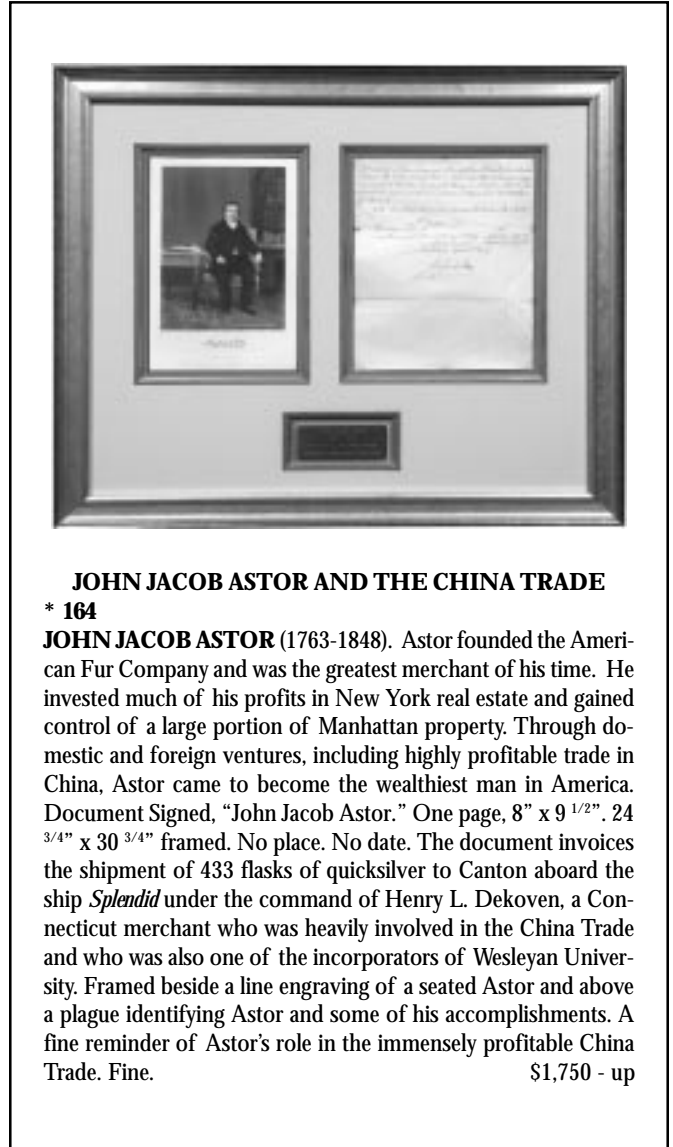 JOHN JACOB ASTOR AND THE CHINA TRADE
* 164
JOHN JACOB ASTOR (1763-1848). Astor founded the Ameri-
can Fur Company and was the greatest merchant of his time. He
invested much of his profits in New York real estate and gained
control of a large portion of Manhattan property. Through do-
mestic and foreign ventures, including highly profitable trade in
China, Astor came to become the wealthiest man in America.
Document Signed, “John Jacob Astor.” One page, 8” x 9 1/2”. 24
3/4” x 30 3/4” framed. No place. No date. The document invoices
the shipment of 433 flasks of quicksilver to Canton aboard the
ship Splendid under the command of Henry L. Dekoven, a Con-
necticut merchant who was heavily involved in the China Trade
and who was also one of the incorporators of Wesleyan Univer-
sity. Framed beside a line engraving of a seated Astor and above
a plague identifying Astor and some of his accomplishments. A
fine reminder of Astor’s role in the immensely profitable China
Trade. Fine. $1,750 - up